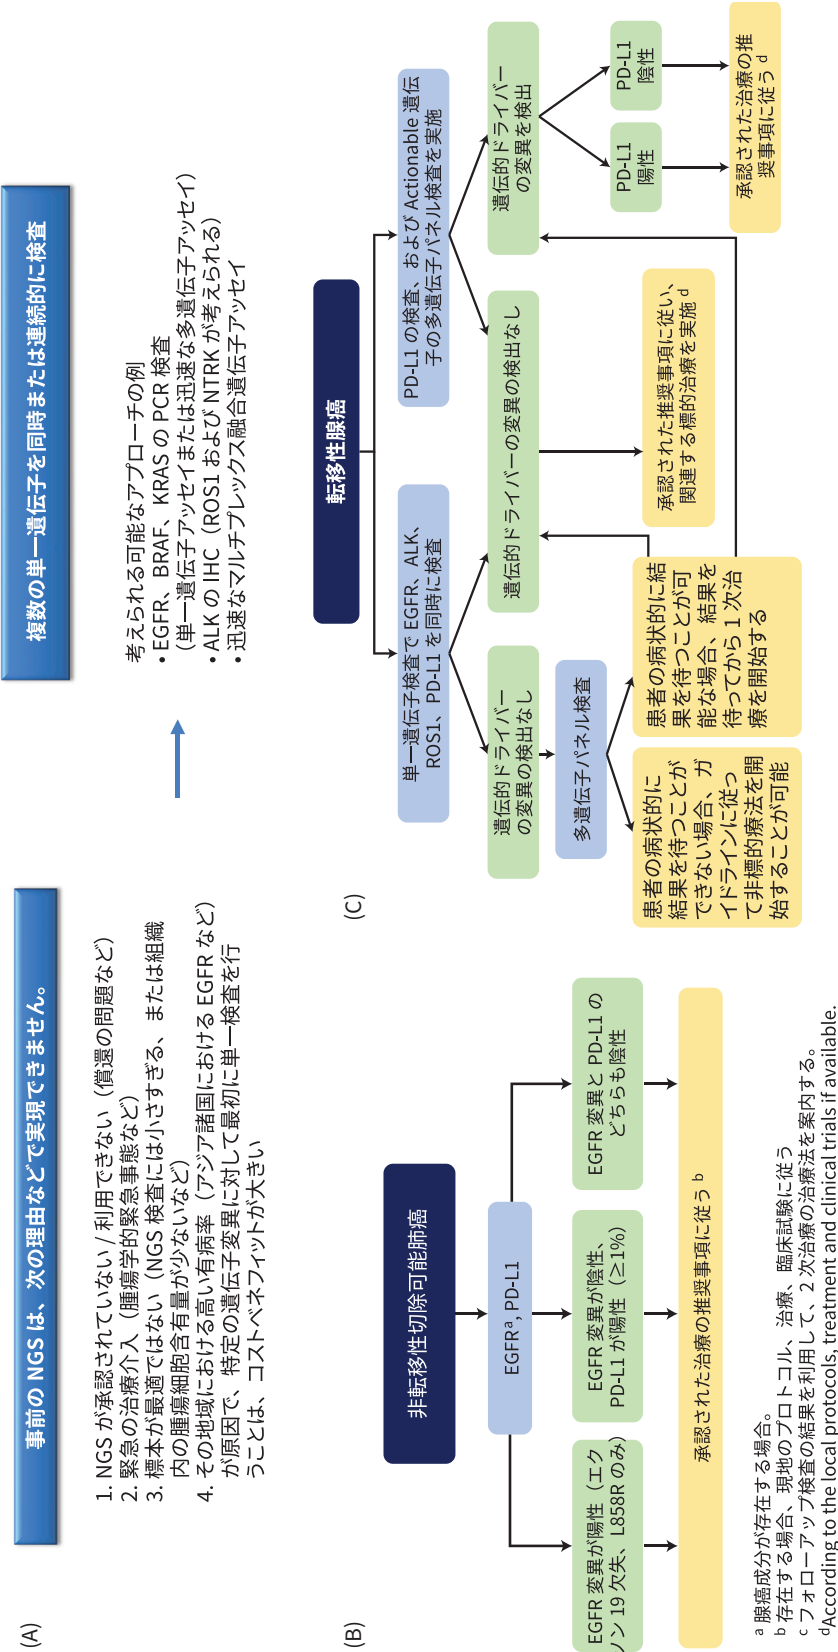 (A)
事前の NGS は、次の理由などで実現できません。
1. NGS が承認されていない / 利用できない（償還の問題など）
2. 緊急の治療介入（腫瘍学的緊急事態など）
3. 標本が最適ではない（NGS 検査には小さすぎる、または組織
内の腫瘍細胞含有量が少ないなど）
4. その地域における高い有病率（アジア諸国における EGFR など）
が原因で、特定の遺伝子変異に対して最初に単一検査を行
うことは、コストベネフィットが大きい
複数の単一遺伝子を同時または連続的に検査
考えられる可能なアプローチの例
• EGFR、BRAF、KRAS の PCR 検査
（単一遺伝子アッセイまたは迅速な多遺伝子アッセイ）
• ALK の IHC（ROS1 および NTRK が考えられる）
• 迅速なマルチプレックス融合遺伝子アッセイ
(B)
非転移性切除可能肺癌
EGFRa, PD-L1
EGFR 変異が陽性（エク
ソン 19 欠失、L858R のみ）
EGFR 変異が陰性、
PD-L1 が陽性（≥1%）
EGFR 変異と PD-L1 の
どちらも陰性
承認された治療の推奨事項に従う b
(C)
転移性腺癌
単一遺伝子検査で EGFR、ALK、
ROS1、PD-L1 を同時に検査
PD-L1 の検査、および Actionable 遺伝
子の多遺伝子パネル検査を実施
遺伝的ドライバー
の変異の検出なし
遺伝的ドライバーの変異の検出なし
遺伝的ドライバー
の変異を検出
多遺伝子パネル検査
PD-L1
陽性
PD-L1
陰性
患者の病状的に
結果を待つことが
できない場合、ガ
イドラインに従っ
て非標的療法を開
始することが可能
患者の病状的に結
果を待つことが可
能な場合、結果を
待ってから 1 次治
療を開始する
承認された推奨事項に従い、
関連する標的治療を実施 d
承認された治療の推
奨事項に従う d
a 腺癌成分が存在する場合。
b 存在する場合、現地のプロトコル、治療、臨床試験に従う
c フォローアップ検査の結果を利用して、2 次治療の治療法を案内する。
dAccording to the local protocols, treatment and clinical trials if available.